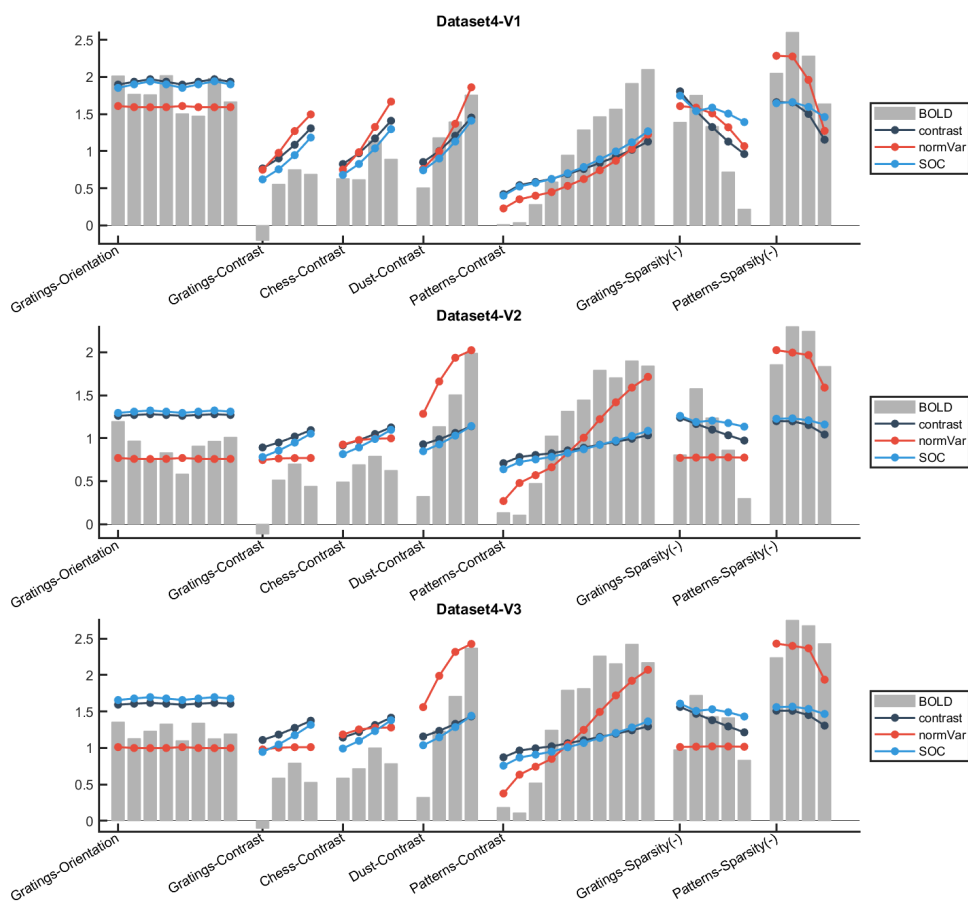 Dataset4-V1
2.5
2
1.5
1
0.5
0
Gratings-Orientation
Gratings-Contrast
Chess-Contrast
Dust-Contrast
Patterns-Contrast
Gratings-Sparsity(-)
Patterns-Sparsity(-)
BOLD
contrast
normVar
SOC
Dataset4-V2
2
1.5
1
0.5
0
Gratings-Orientation
Gratings-Contrast
Chess-Contrast
Dust-Contrast
Patterns-Contrast
Gratings-Sparsity(-)
Patterns-Sparsity(-)
BOLD
contrast
normVar
SOC
Dataset4-V3
2.5
2
1.5
1
0.5
0
Gratings-Orientation
Gratings-Contrast
Chess-Contrast
Dust-Contrast
Patterns-Contrast
Gratings-Sparsity(-)
Patterns-Sparsity(-)
BOLD
contrast
normVar
SOC